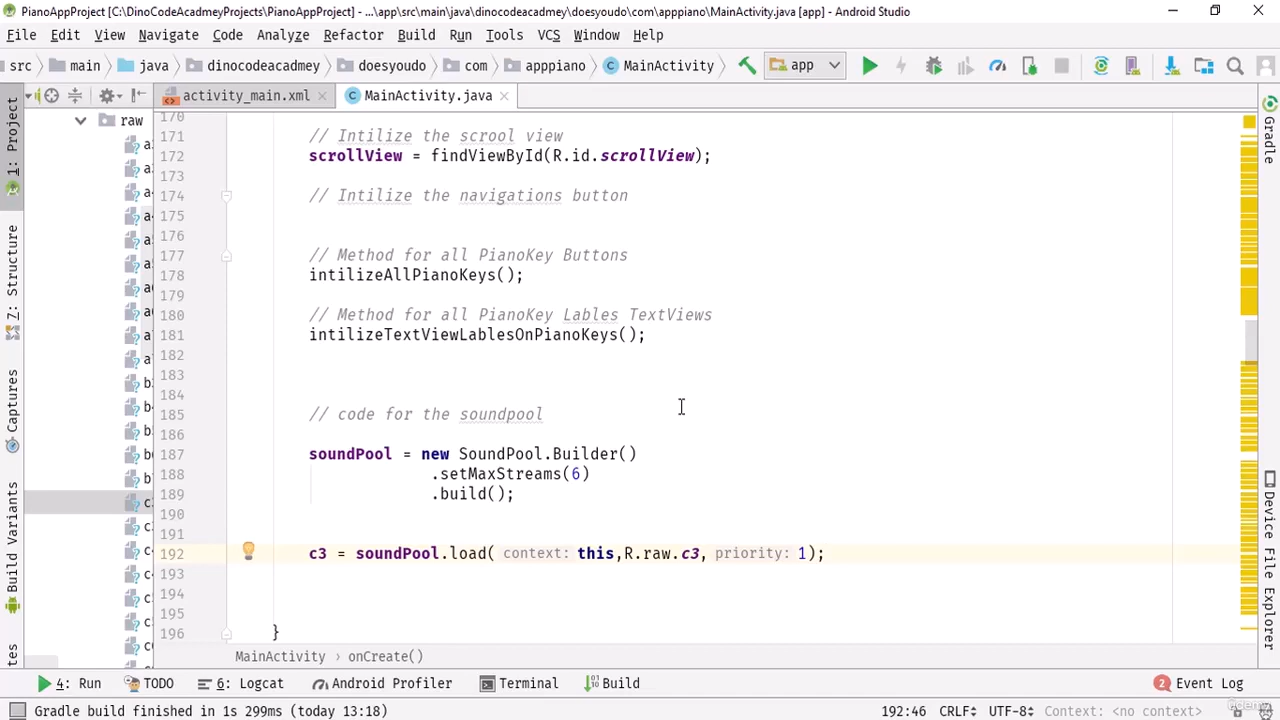 PianoAppProject [C:\DinoCodeAcadmeyProjects\PianoAppProject] - ...\app\src\main\java\dinocodeacadmey\doesyoudo\com\apppiano\MainActivity.java [app] - Android Studio
File Edit View Navigate Code Analyze Refactor Build Run Tools VCS Window Help
src main java dinocodeacadmey doesyoudo com apppiano MainActivity app
activity_main.xml MainActivity.java
1: Project
Z: Structure
Captures
Build Variants
Gradle
Device File Explorer
raw
170
171 // Intilize the scrool view
172 scrollView = findViewById(R.id.scrollView);
173
174 // Intilize the navigations button
175
176
177 // Method for all PianoKey Buttons
178 intilizeAllPianoKeys();
179
180 // Method for all PianoKey Lables TextViews
181 intilizeTextViewLablesOnPianoKeys();
182
183
184
185 // code for the soundpool
186
187 soundPool = new SoundPool.Builder()
188 .setMaxStreams(6)
189 .build();
190
191
192 c3 = soundPool.load( context: this,R.raw.c3, priority: 1);
193
194
195
196 }
MainActivity › onCreate()
4: Run TODO 6: Logcat Android Profiler Terminal Build 2 Event Log
Gradle build finished in 1s 299ms (today 13:18) 192:46 CRLF UTF-8 Context: <no context>